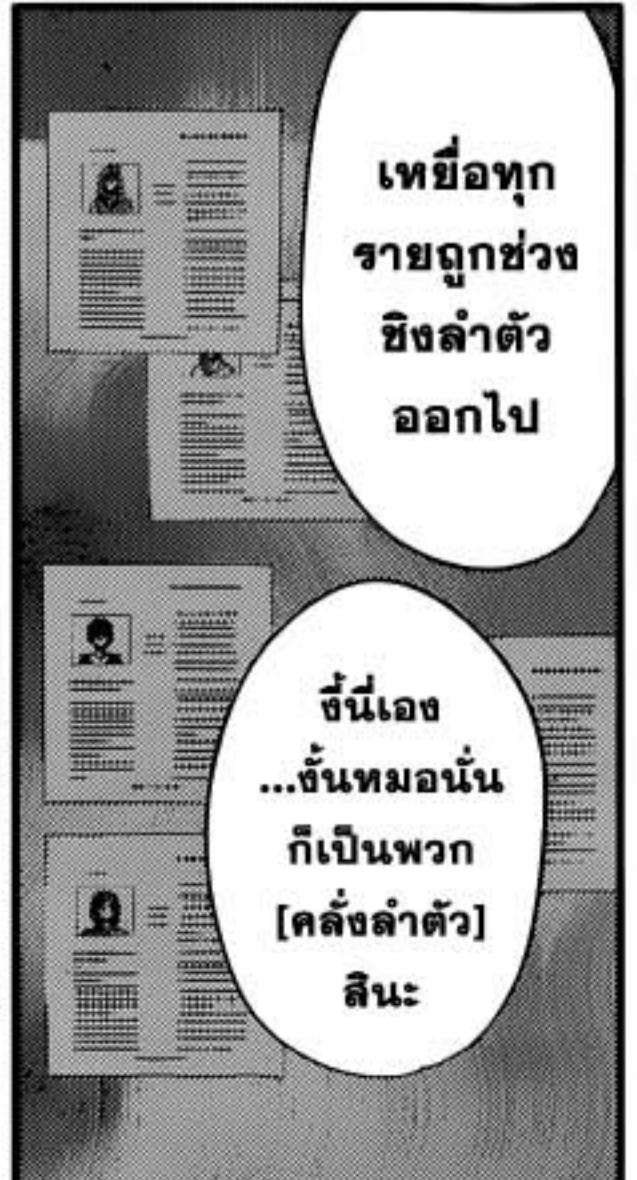 เหยื่อทุก
รายถูกช่วง
ชิงลำตัว
ออกไป
งี้นี่เอง
...งั้นหมอนั่น
ก็เป็นพวก
[คลั่งลำตัว]
สินะ